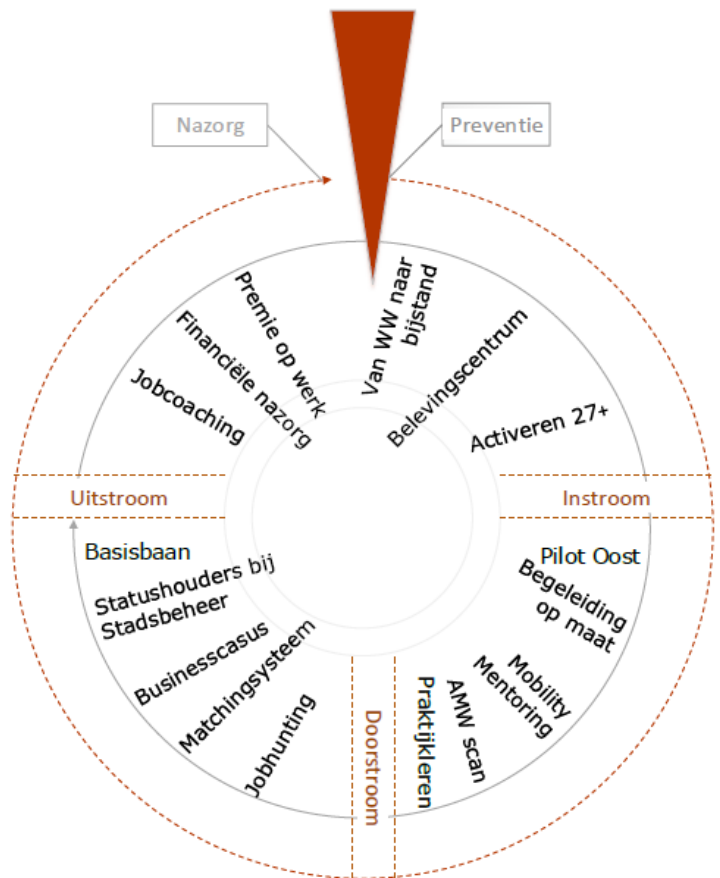 Nazorg
Preventie
Van WW naar
bijstand
Belevingscentrum
Activeren 27+
Instroom
Pilot Oost
Begeleiding
op maat
Mobility
Mentoring
AMW scan
Praktijkleren
Doorstroom
Jobhunting
Matchingsysteem
Businesscasus
Statushouders bij
Stadsbeheer
Basisbaan
Uitstroom
Jobcoaching
Financiële nazorg
Premie op werk